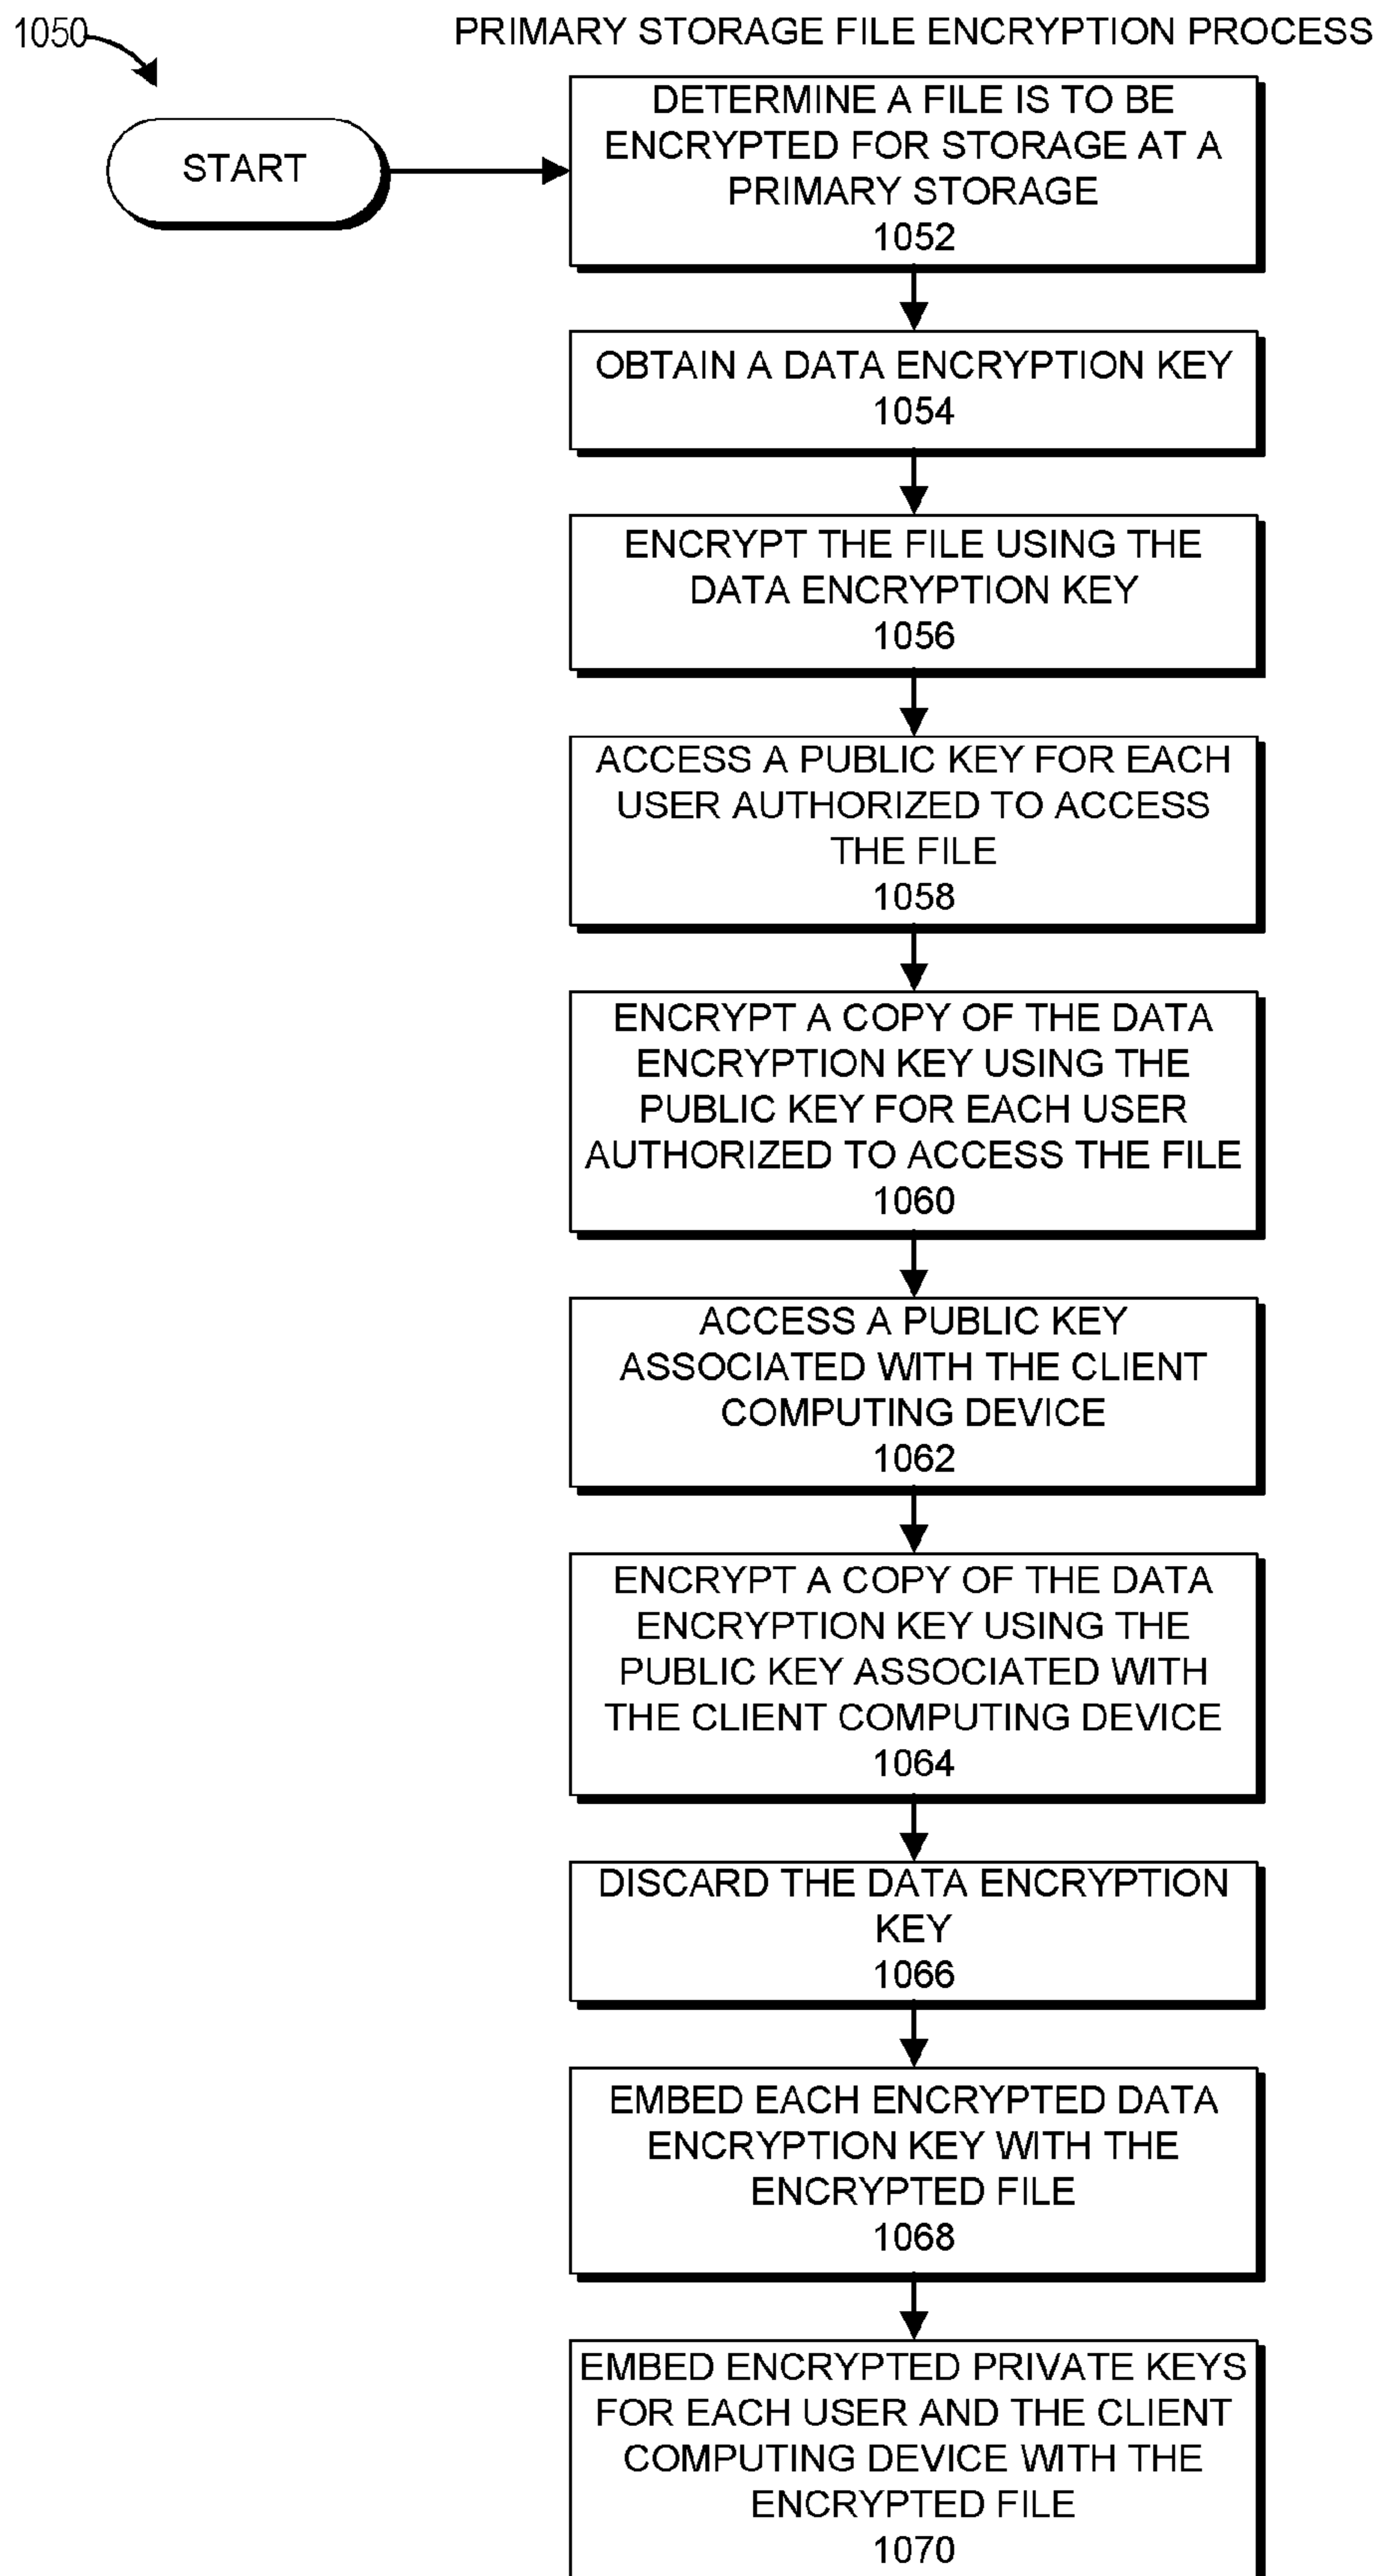 1050
PRIMARY STORAGE FILE ENCRYPTION PROCESS
START
DETERMINE A FILE IS TO BE
ENCRYPTED FOR STORAGE AT A
PRIMARY STORAGE
1052
OBTAIN A DATA ENCRYPTION KEY
1054
ENCRYPT THE FILE USING THE
DATA ENCRYPTION KEY
1056
ACCESS A PUBLIC KEY FOR EACH
USER AUTHORIZED TO ACCESS
THE FILE
1058
ENCRYPT A COPY OF THE DATA
ENCRYPTION KEY USING THE
PUBLIC KEY FOR EACH USER
AUTHORIZED TO ACCESS THE FILE
1060
ACCESS A PUBLIC KEY
ASSOCIATED WITH THE CLIENT
COMPUTING DEVICE
1062
ENCRYPT A COPY OF THE DATA
ENCRYPTION KEY USING THE
PUBLIC KEY ASSOCIATED WITH
THE CLIENT COMPUTING DEVICE
1064
DISCARD THE DATA ENCRYPTION
KEY
1066
EMBED EACH ENCRYPTED DATA
ENCRYPTION KEY WITH THE
ENCRYPTED FILE
1068
EMBED ENCRYPTED PRIVATE KEYS
FOR EACH USER AND THE CLIENT
COMPUTING DEVICE WITH THE
ENCRYPTED FILE
1070